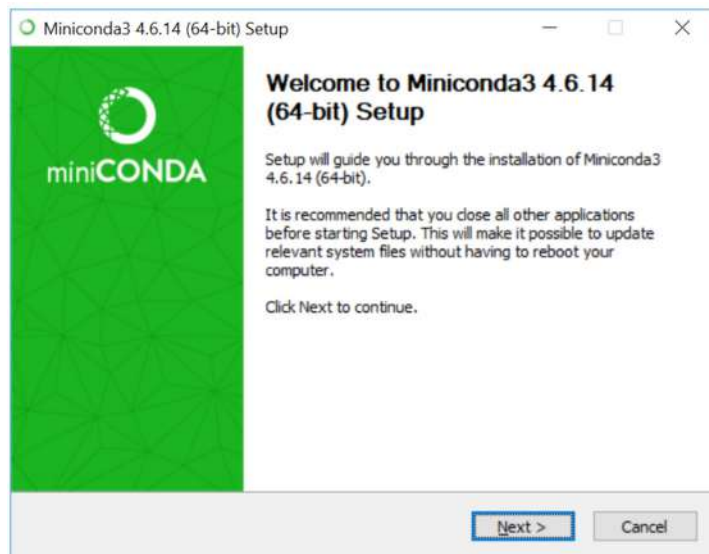 Miniconda3 4.6.14 (64-bit) Setup
miniCONDA
Welcome to Miniconda3 4.6.14
(64-bit) Setup
Setup will guide you through the installation of Miniconda3
4.6.14 (64-bit).
It is recommended that you close all other applications
before starting Setup. This will make it possible to update
relevant system files without having to reboot your
computer.
Click Next to continue.
Next >
Cancel